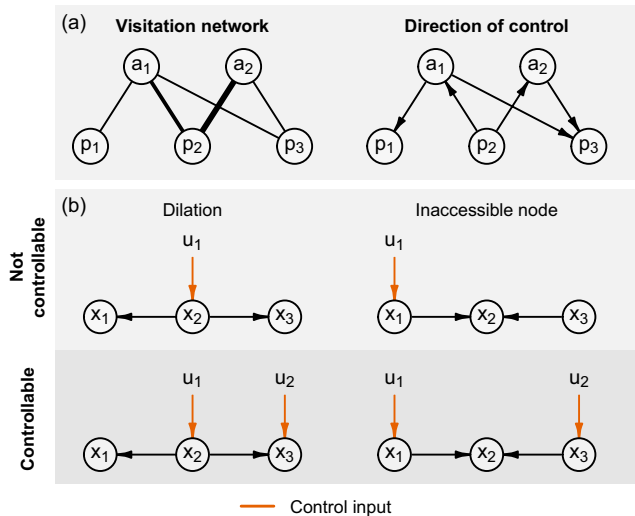 (a) Visitation network Direction of control
a1 a2 a1 a2
p1 p2 p3 p1 p2 p3
(b) Dilation Inaccessible node
Not controllable
u1 u1
x1 x2 x3 x1 x2 x3
Controllable
u1 u2 u1 u2
x1 x2 x3 x1 x2 x3
Control input